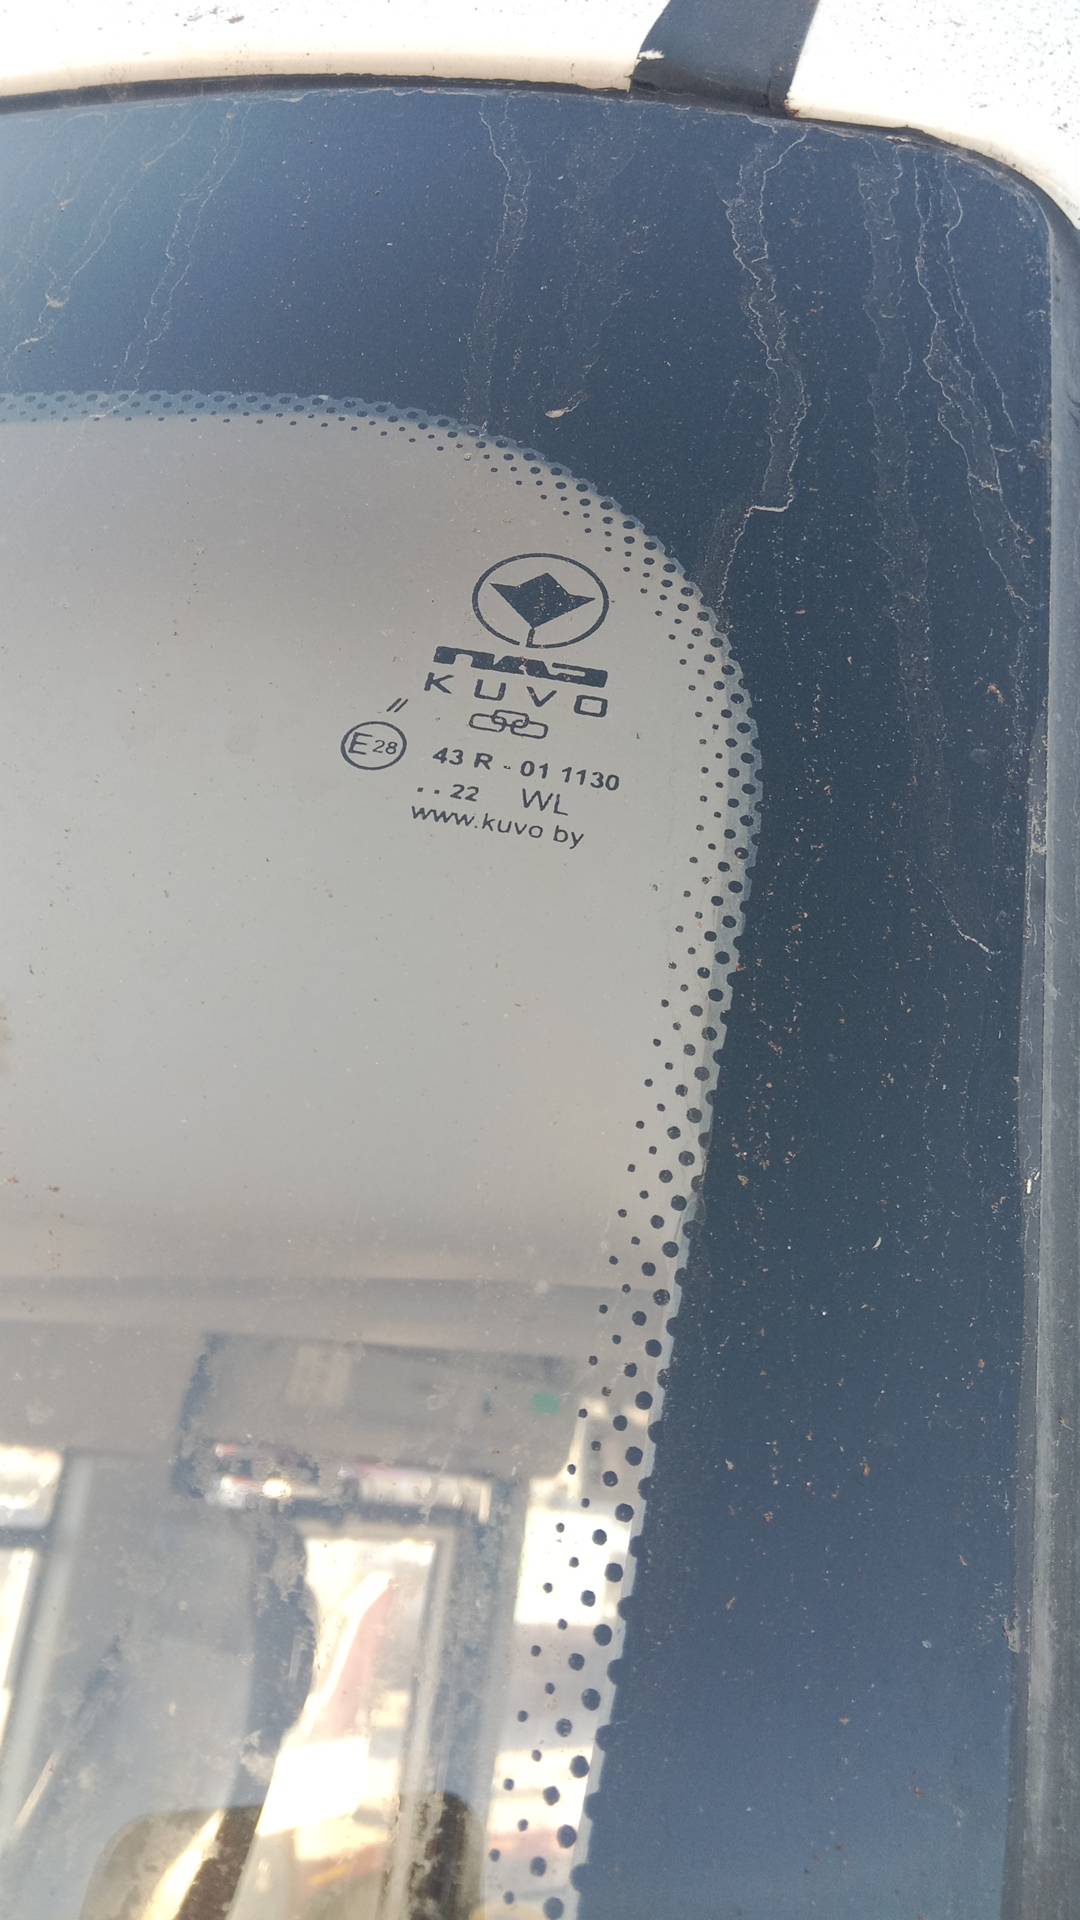 ПАЗ
KUVO
//
E28 43 R - 01 1130
. . 22 WL
www.kuvo by